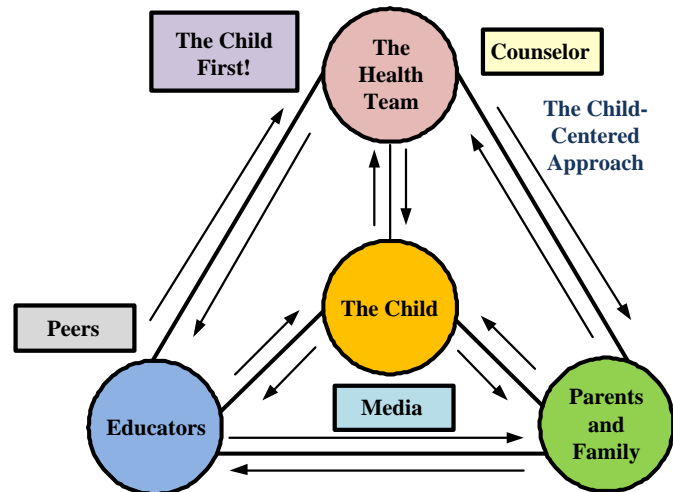 The Child
First!
The
Health
Team
Counselor
The Child-
Centered
Approach
Peers
The Child
Media
Educators
Parents
and
Family